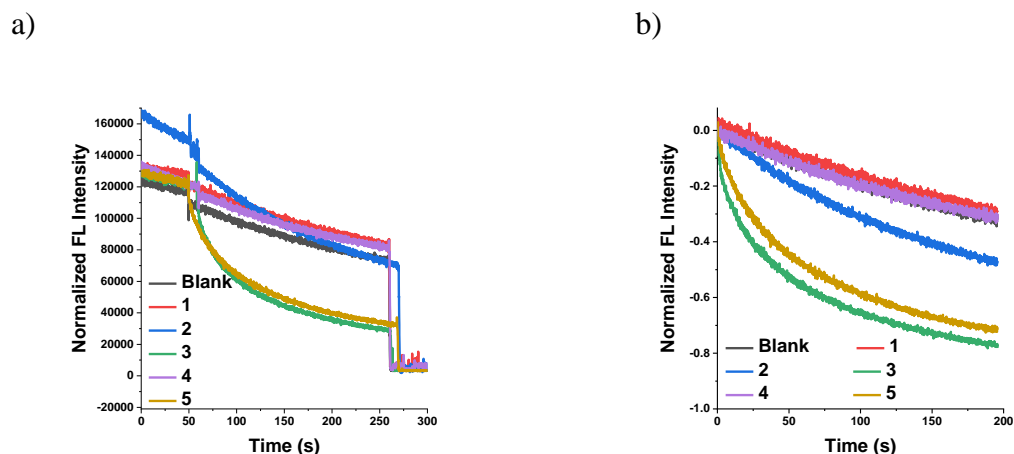 a)
b)
Normalized FL Intensity
160000
140000
120000
100000
80000
60000
40000
20000
0
-20000
Blank
1
2
3
4
5
0 50 100 150 200 250 300
Time (s)
Normalized FL Intensity
0.0
-0.2
-0.4
-0.6
-0.8
-1.0
Blank 1
2 3
4 5
0 50 100 150 200
Time (s)